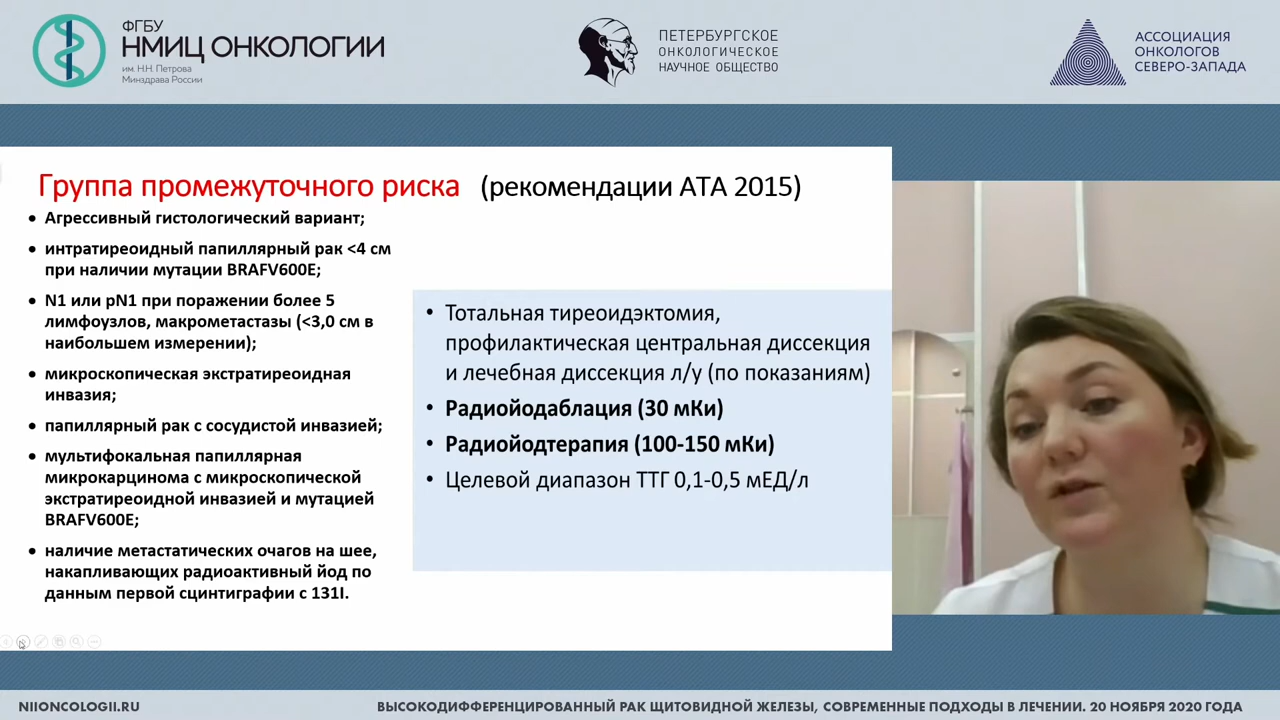 ФГБУ
НМИЦ ОНКОЛОГИИ
им. Н.Н. Петрова
Минздрава России
ПЕТЕРБУРГСКОЕ
ОНКОЛОГИЧЕСКОЕ
НАУЧНОЕ ОБЩЕСТВО
АССОЦИАЦИЯ
ОНКОЛОГОВ
СЕВЕРО-ЗАПАДА
Группа промежуточного риска (рекомендации АТА 2015)
• Агрессивный гистологический вариант;
• интратиреоидный папиллярный рак <4 см
при наличии мутации BRAFV600E;
• N1 или pN1 при поражении более 5
лимфоузлов, макрометастазы (<3,0 см в
наибольшем измерении);
• микроскопическая экстратиреоидная
инвазия;
• папиллярный рак с сосудистой инвазией;
• мультифокальная папиллярная
микрокарцинома с микроскопической
экстратиреоидной инвазией и мутацией
BRAFV600E;
• наличие метастатических очагов на шее,
накапливающих радиоактивный йод по
данным первой сцинтиграфии с 131I.
• Тотальная тиреоидэктомия,
профилактическая центральная диссекция
и лечебная диссекция л/у (по показаниям)
• Радиойодаблация (30 мКи)
• Радиойодтерапия (100-150 мКи)
• Целевой диапазон ТТГ 0,1-0,5 мЕД/л
NIIONCOLOGII.RU
ВЫСОКОДИФФЕРЕНЦИРОВАННЫЙ РАК ЩИТОВИДНОЙ ЖЕЛЕЗЫ, СОВРЕМЕННЫЕ ПОДХОДЫ В ЛЕЧЕНИИ. 20 НОЯБРЯ 2020 ГОДА